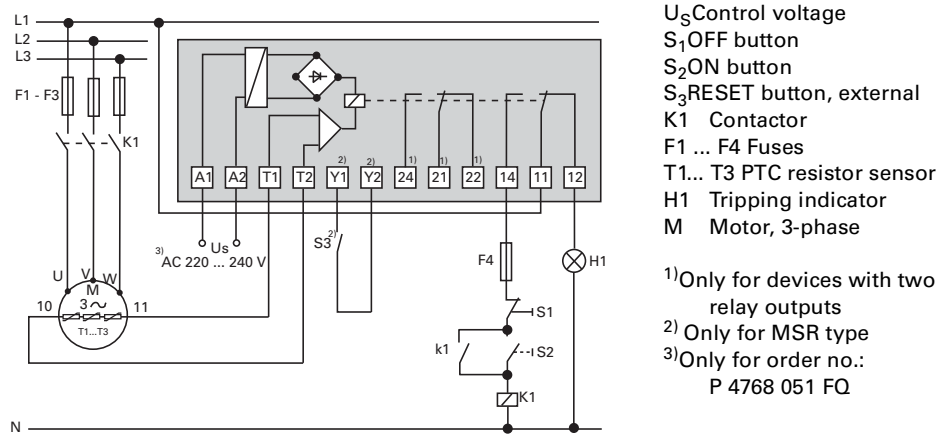 L1
L2
L3
F1 - F3
K1
A1 A2 T1 T2 Y1 Y2 24 21 22 14 11 12
2) 2) 1) 1) 1)
3) AC 220 ... 240 V
Us
S3 2)
F4
H1
S1
k1
S2
K1
U V W
M
3
10 11
T1...T3
N
USControl voltage
S1OFF button
S2ON button
S3RESET button, external
K1 Contactor
F1 ... F4 Fuses
T1... T3 PTC resistor sensor
H1 Tripping indicator
M Motor, 3-phase
1)Only for devices with two
relay outputs
2) Only for MSR type
3)Only for order no.:
P 4768 051 FQ